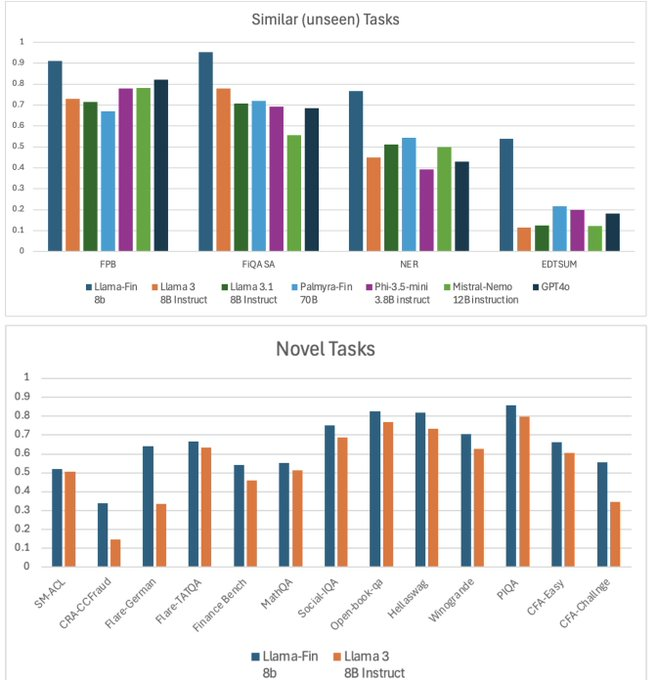 Similar (unseen) Tasks
1
0.9
0.8
0.7
0.6
0.5
0.4
0.3
0.2
0.1
0
FPB FiQA SA NER EDTSUM
Llama-Fin Llama 3 Llama 3.1 Palmyra-Fin Phi-3.5-mini Mistral-Nemo GPT4o
8b 8B Instruct 8B Instruct 70B 3.8B instruct 12B instruction
Novel Tasks
1
0.9
0.8
0.7
0.6
0.5
0.4
0.3
0.2
0.1
0
SM-ACL
CRA-CCFraud
Flare-German
Flare-TATQA
Finance Bench
MathQA
Social-IQA
Open-book-qa
Hellaswag
Winogrande
PIQA
CFA-Easy
CFA-Challnge
Llama-Fin Llama 3
8b 8B Instruct